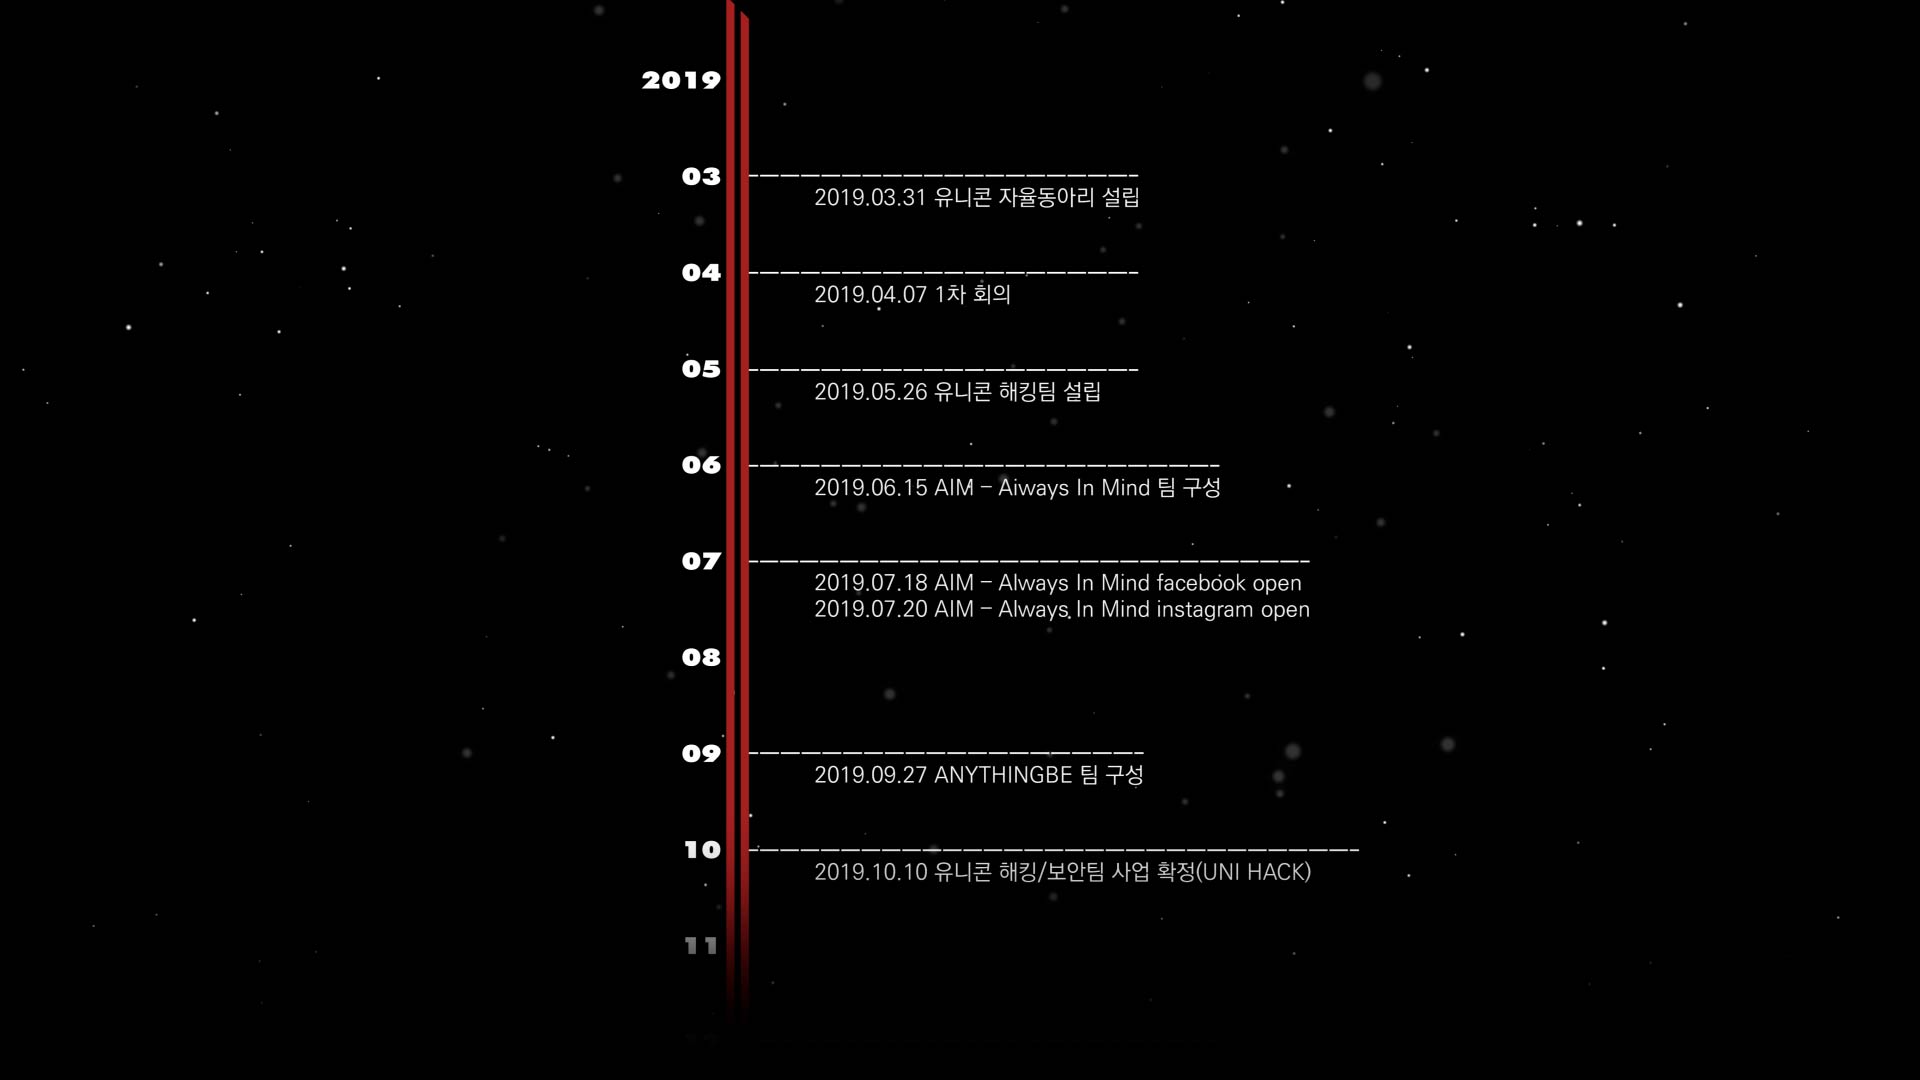 2019
03
2019.03.31 유니콘 자율동아리 설립
04
2019.04.07 1차 회의
05
2019.05.26 유니콘 해킹팀 설립
06
2019.06.15 AIM – Aiways In Mind 팀 구성
07
2019.07.18 AIM – Always In Mind facebook open
2019.07.20 AIM – Always In Mind instagram open
08
09
2019.09.27 ANYTHINGBE 팀 구성
10
2019.10.10 유니콘 해킹/보안팀 사업 확정(UNI HACK)
11